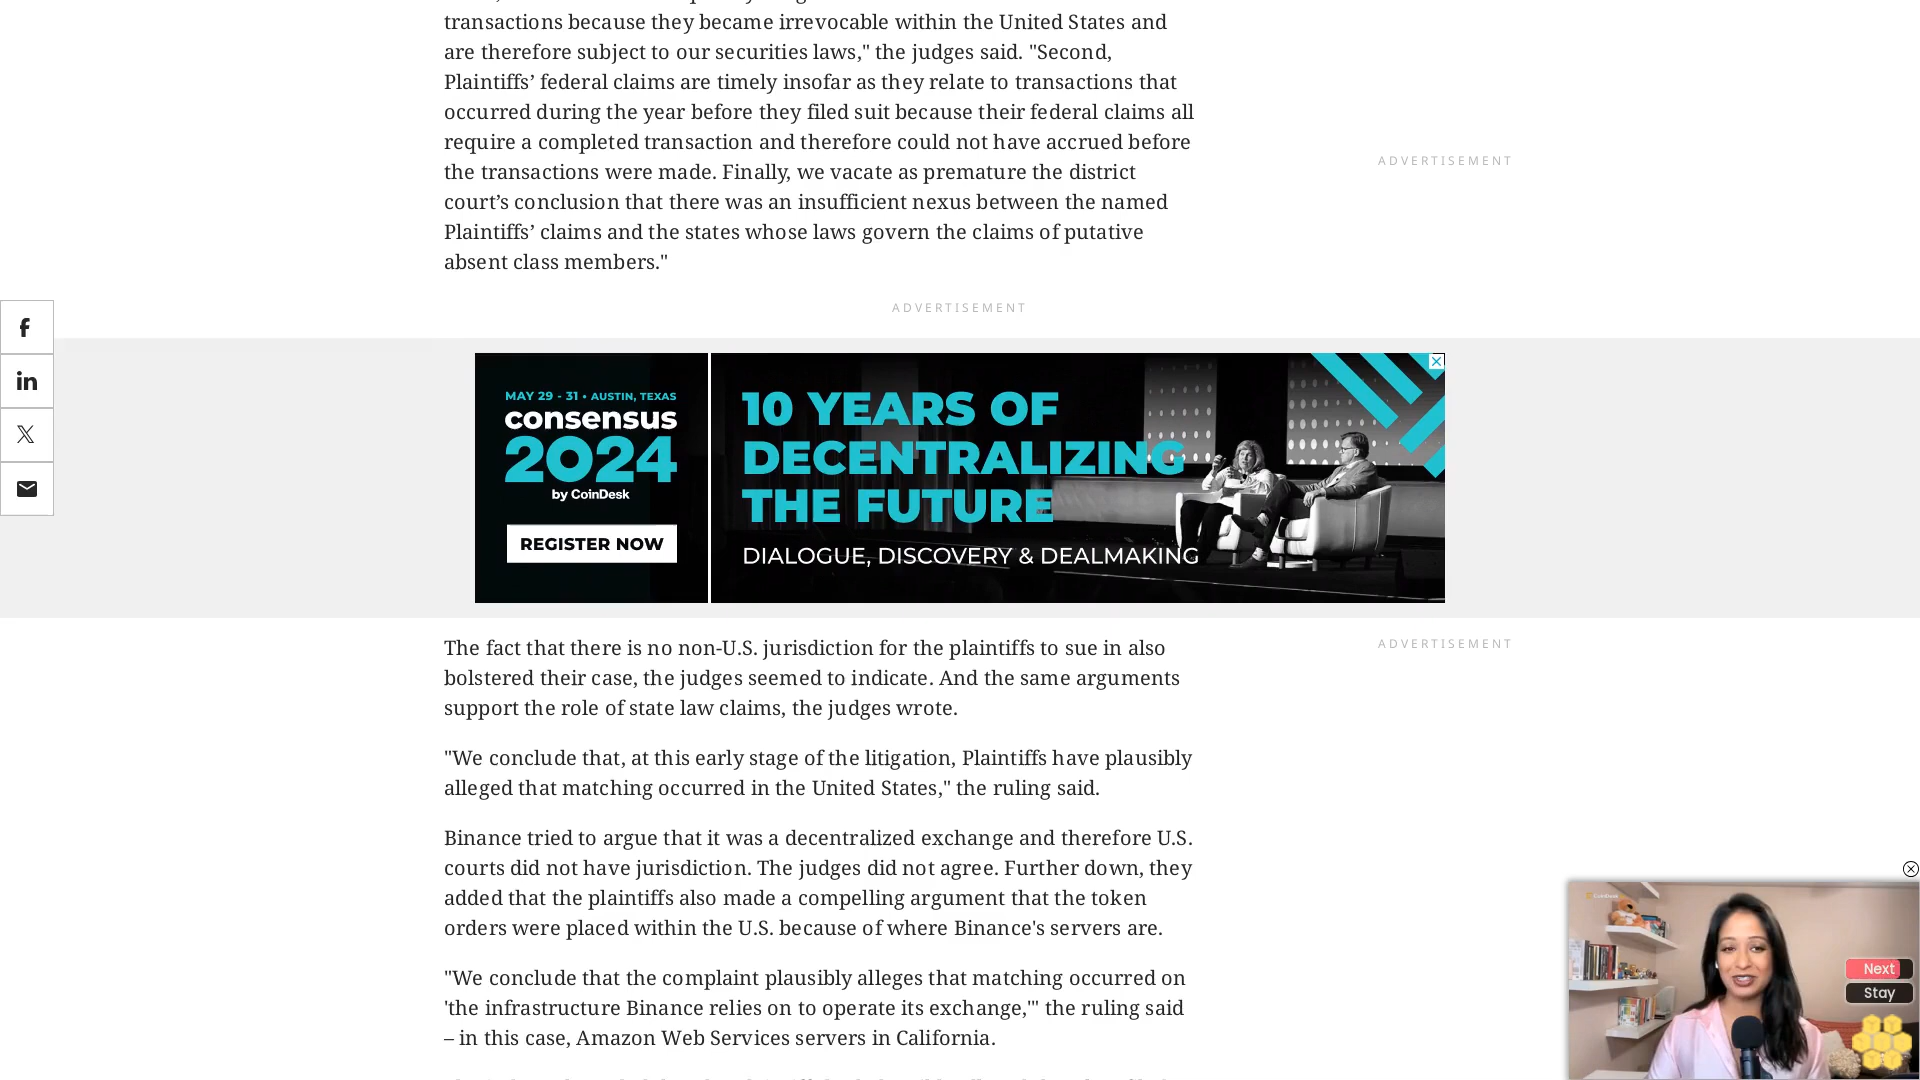 transactions because they became irrevocable within the United States and
are therefore subject to our securities laws," the judges said. "Second,
Plaintiffs’ federal claims are timely insofar as they relate to transactions that
occurred during the year before they filed suit because their federal claims all
require a completed transaction and therefore could not have accrued before
the transactions were made. Finally, we vacate as premature the district
court’s conclusion that there was an insufficient nexus between the named
Plaintiffs’ claims and the states whose laws govern the claims of putative
absent class members."
ADVERTISEMENT
ADVERTISEMENT
MAY 29 - 31 • AUSTIN, TEXAS
consensus
2024
by CoinDesk
REGISTER NOW
10 YEARS OF
DECENTRALIZING
THE FUTURE
DIALOGUE, DISCOVERY & DEALMAKING
The fact that there is no non-U.S. jurisdiction for the plaintiffs to sue in also
bolstered their case, the judges seemed to indicate. And the same arguments
support the role of state law claims, the judges wrote.
ADVERTISEMENT
"We conclude that, at this early stage of the litigation, Plaintiffs have plausibly
alleged that matching occurred in the United States," the ruling said.
Binance tried to argue that it was a decentralized exchange and therefore U.S.
courts did not have jurisdiction. The judges did not agree. Further down, they
added that the plaintiffs also made a compelling argument that the token
orders were placed within the U.S. because of where Binance's servers are.
"We conclude that the complaint plausibly alleges that matching occurred on
'the infrastructure Binance relies on to operate its exchange,'" the ruling said
– in this case, Amazon Web Services servers in California.
CoinDesk
Next
Stay